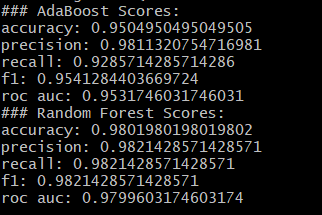 ### AdaBoost Scores:
accuracy: 0.9504950495049505
precision: 0.9811320754716981
recall: 0.9285714285714286
f1: 0.9541284403669724
roc auc: 0.9531746031746031
### Random Forest Scores:
accuracy: 0.9801980198019802
precision: 0.9821428571428571
recall: 0.9821428571428571
f1: 0.9821428571428571
roc auc: 0.9799603174603174